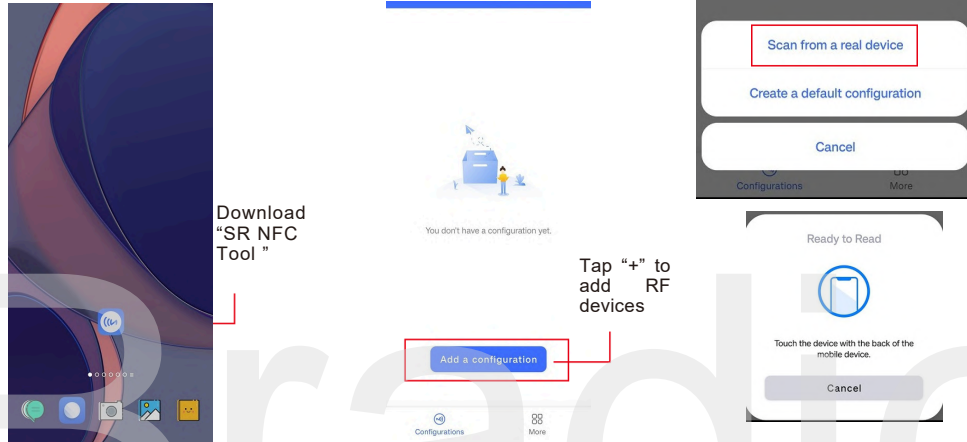 Download
“SR NFC
Tool ”
You don't have a configuration yet.
Tap “+” to
add RF
devices
Add a configuration
Configurations
More
Scan from a real device
Create a default configuration
Cancel
Configurations
More
Ready to Read
Touch the device with the back of the
mobile device.
Cancel
Bradio